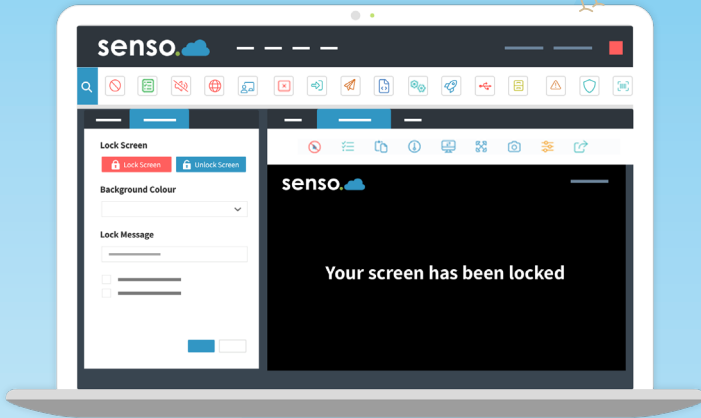 senso.
Lock Screen
Lock Screen
Unlock Screen
Background Colour
Lock Message
senso.
Your screen has been locked